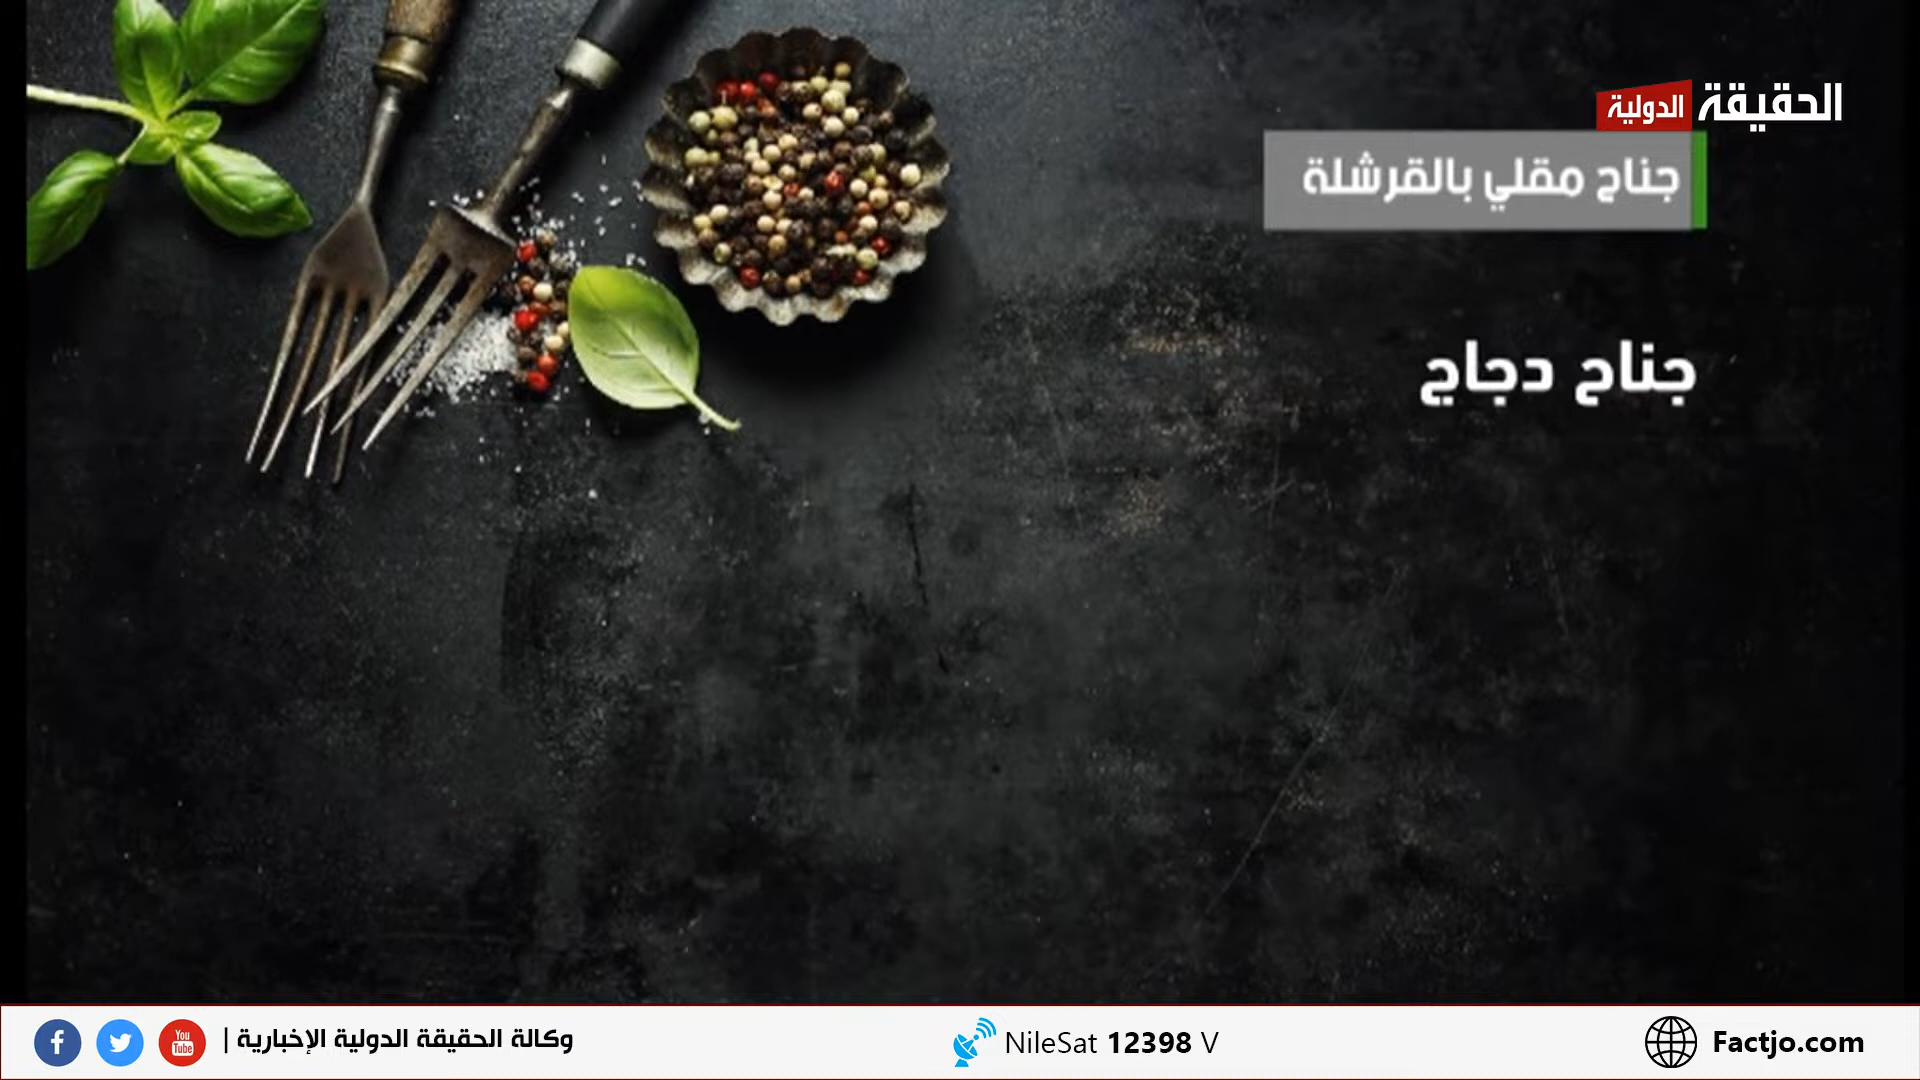 الحقيقة الدولية
جناح مقلي بالقرشلة
جناح دجاج
You Tube
وكالة الحقيقة الدولية الإخبارية |
NileSat 12398 V
Factjo.com